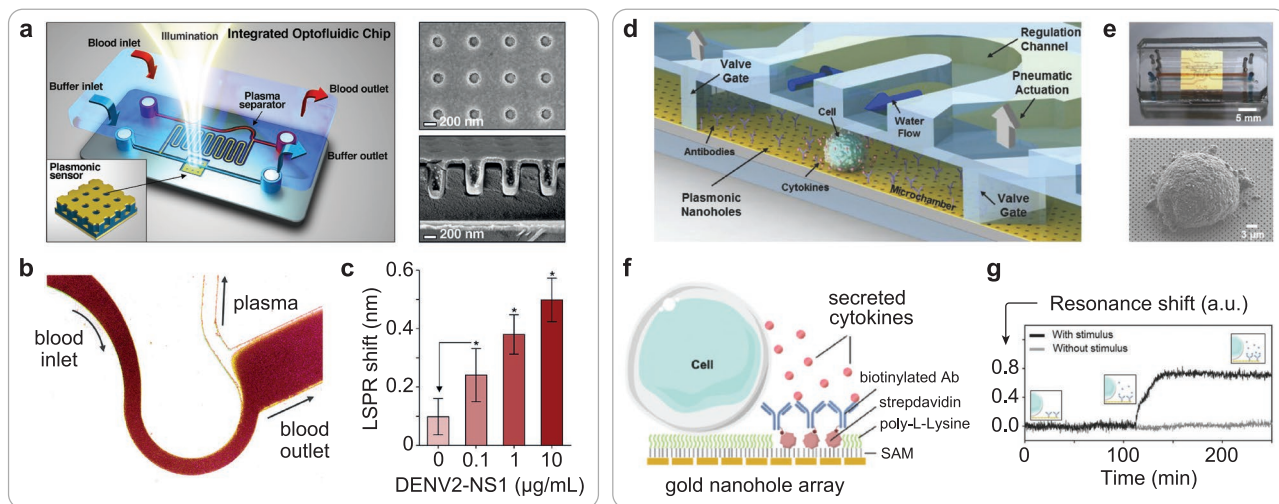 a
Illumination
Integrated Optofluidic Chip
Blood inlet
Blood outlet
Buffer inlet
Plasma
separator
Buffer outlet
Plasmonic
sensor
200 nm
200 nm
b
blood
inlet
plasma
blood
outlet
c
LSPR shift (nm)
0.6
0.4
0.2
0
*
*
*
0
0.1
1
10
DENV2-NS1 (µg/mL)
d
Regulation
Channel
Valve
Gate
Pneumatic
Actuation
Cell
Water
Flow
Antibodies
Cytokines
Plasmonic
Nanoholes
Microchamber
Valve
Gate
e
5 mm
3 µm
f
Cell
secreted
cytokines
biotinylated Ab
strepdavidin
poly-L-Lysine
SAM
gold nanohole array
g
Resonance shift (a.u.)
With stimulus
Without stimulus
0.8
0.4
0.0
0
100
200
Time (min)